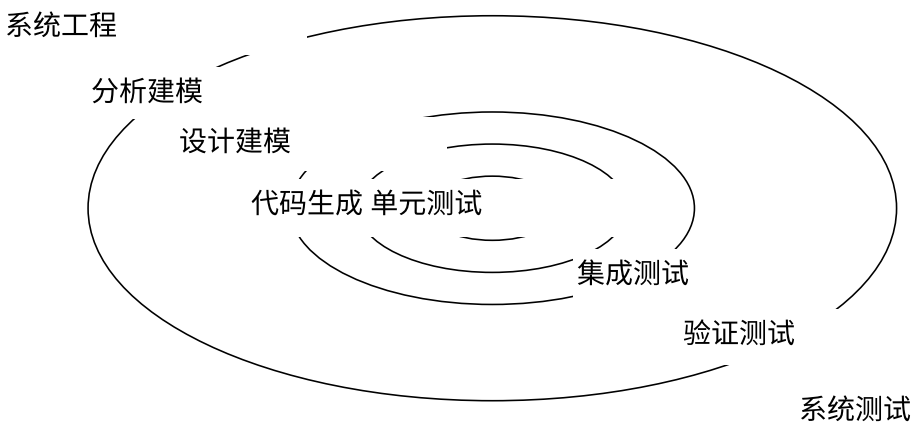 系统工程
分析建模
设计建模
代码生成 单元测试
集成测试
验证测试
系统测试